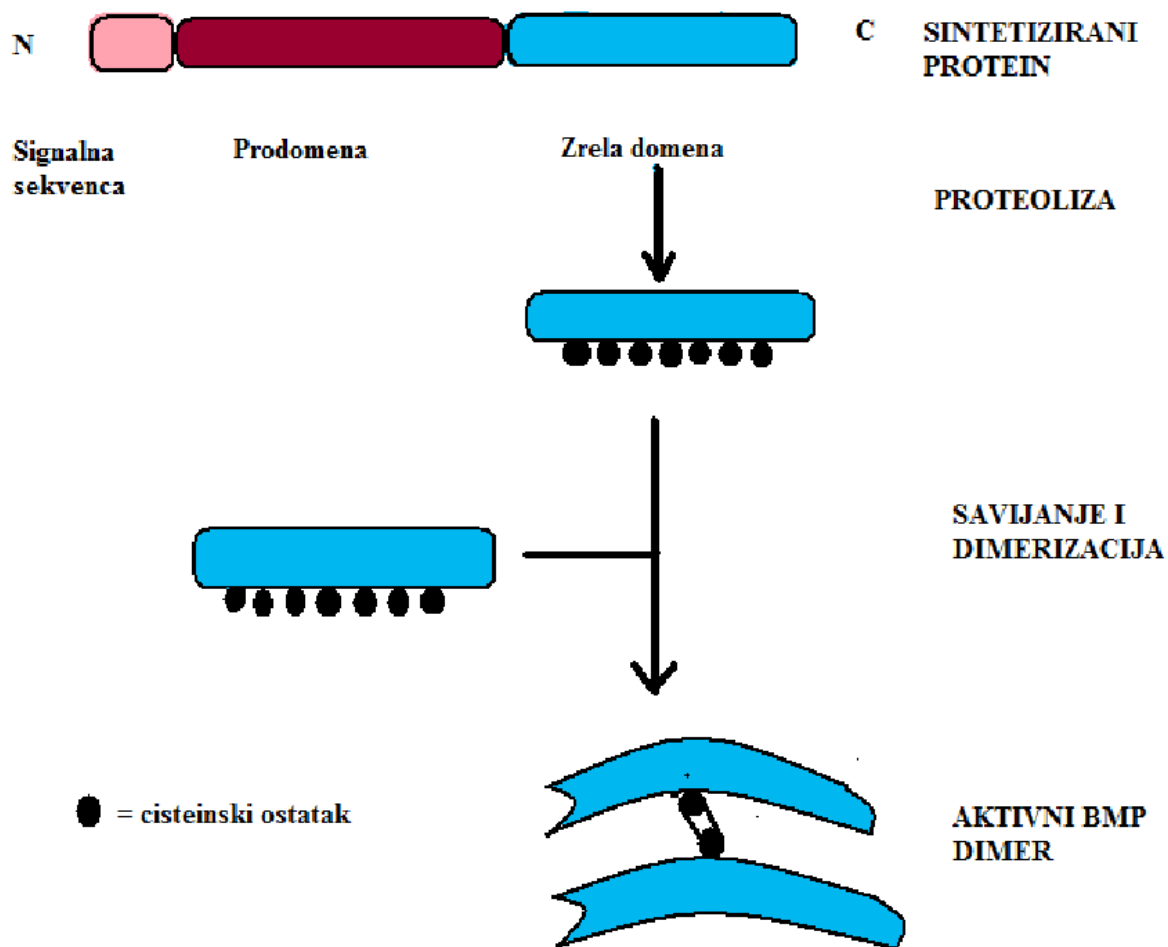 N
C
SINTETIZIRANI
PROTEIN
Signalna
sekvenca
Prodomena
Zrela domena
PROTEOLIZA
SAVIJANJE I
DIMERIZACIJA
= cisteinski ostatak
AKTIVNI BMP
DIMER